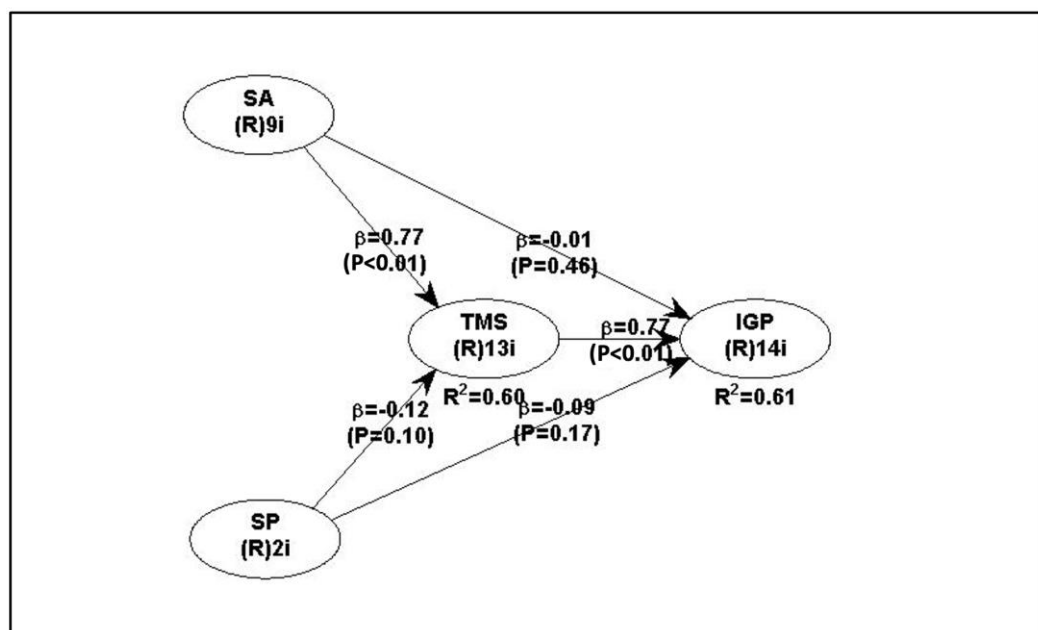 SA
(R)9i
β=0.77
(P<0.01)
β=-0.01
(P=0.46)
TMS
(R)13i
R²=0.60
β=0.77
(P<0.01)
IGP
(R)14i
R²=0.61
β=-0.12
(P=0.10)
β=-0.09
(P=0.17)
SP
(R)2i